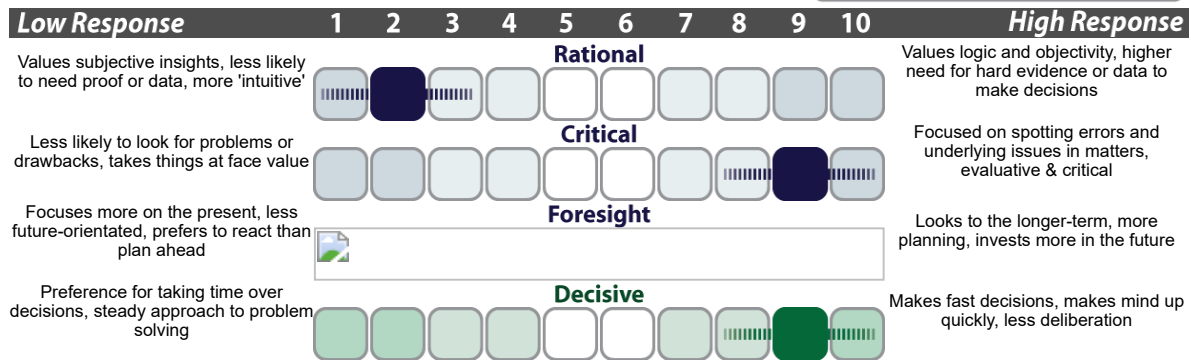 Low Response 1 2 3 4 5 6 7 8 9 10 High Response
Rational
Values subjective insights, less likely
to need proof or data, more 'intuitive'
Values logic and objectivity, higher
need for hard evidence or data to
make decisions
Critical
Less likely to look for problems or
drawbacks, takes things at face value
Focused on spotting errors and
underlying issues in matters,
evaluative & critical
Foresight
Focuses more on the present, less
future-orientated, prefers to react than
plan ahead
Looks to the longer-term, more
planning, invests more in the future
Decisive
Preference for taking time over
decisions, steady approach to problem
solving
Makes fast decisions, makes mind up
quickly, less deliberation